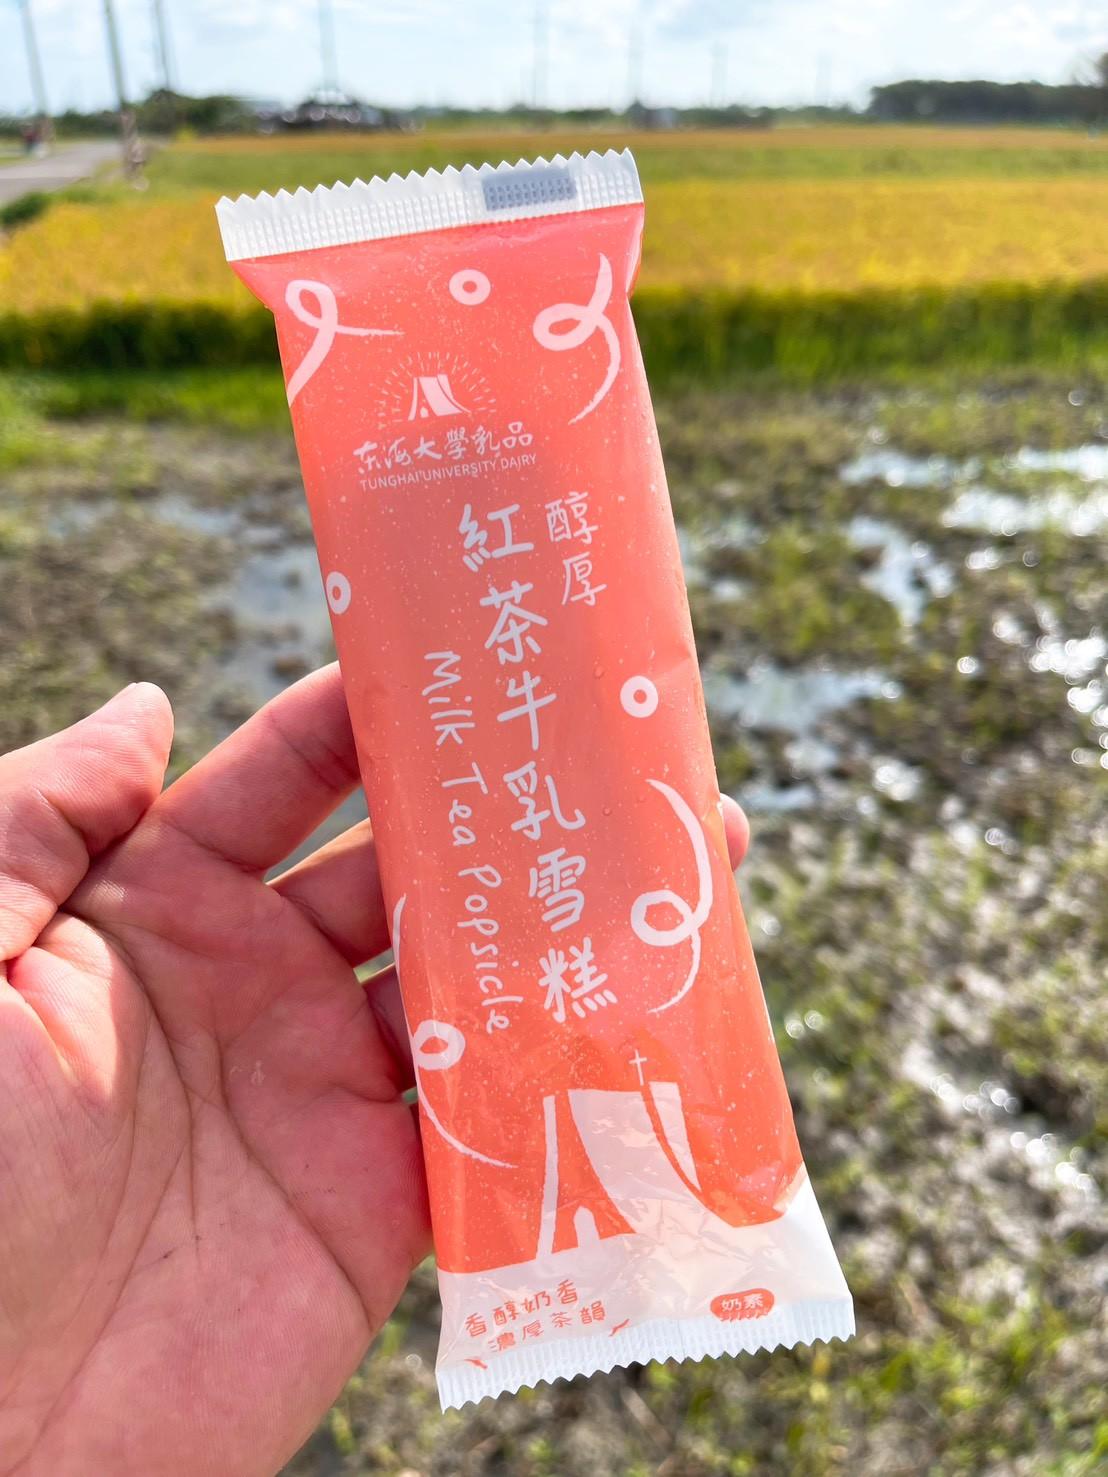 东海大學乳品
TUNGHAI UNIVERSITY DAIRY
醇厚
紅茶牛乳雪糕
Milk Tea Popsicle
香醇奶香
濃厚茶韻
奶素